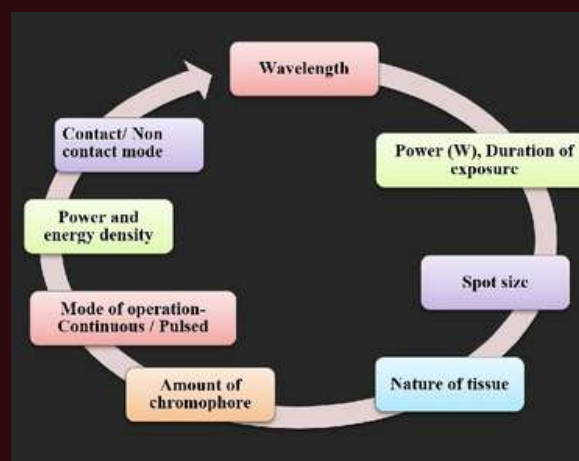 Wavelength
Power (W), Duration of
exposure
Spot size
Nature of tissue
Amount of
chromophore
Mode of operation-
Continuous / Pulsed
Power and
energy density
Contact/ Non
contact mode